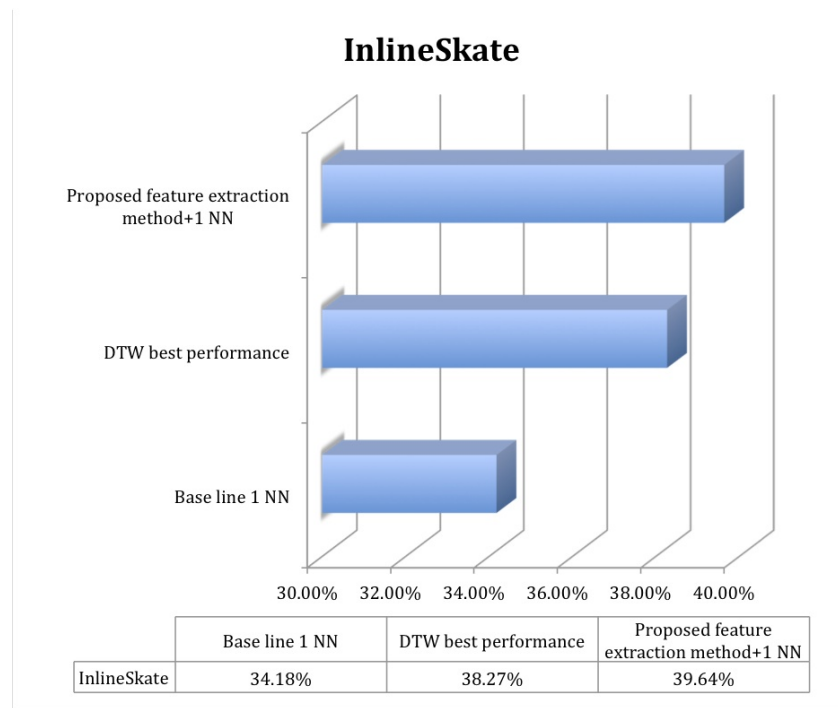 InlineSkate
Proposed feature extraction
method+1 NN
DTW best performance
Base line 1 NN
30.00% 32.00% 34.00% 36.00% 38.00% 40.00%
Base line 1 NN DTW best performance Proposed feature
extraction method+1 NN
InlineSkate 34.18% 38.27% 39.64%